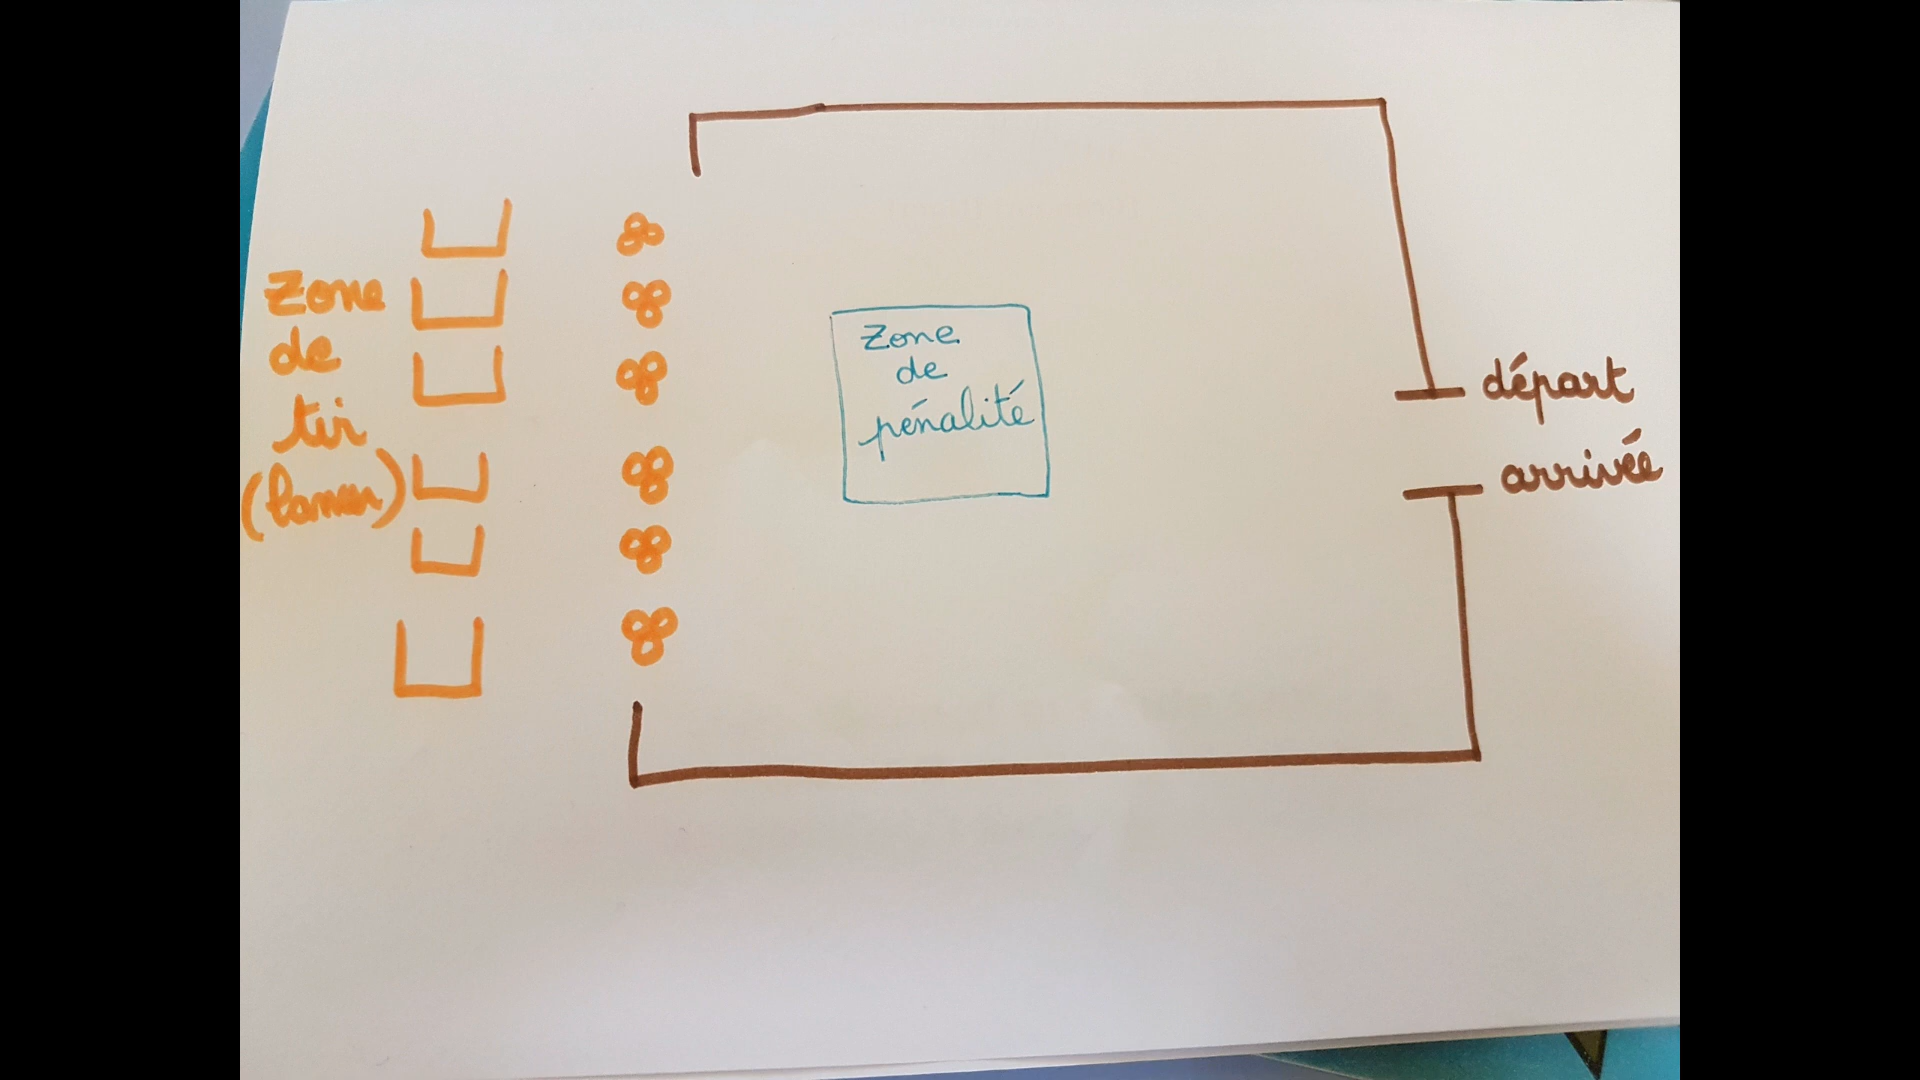 Zone
de
tir
(lancer)
Zone
de
pénalité
départ
arrivée